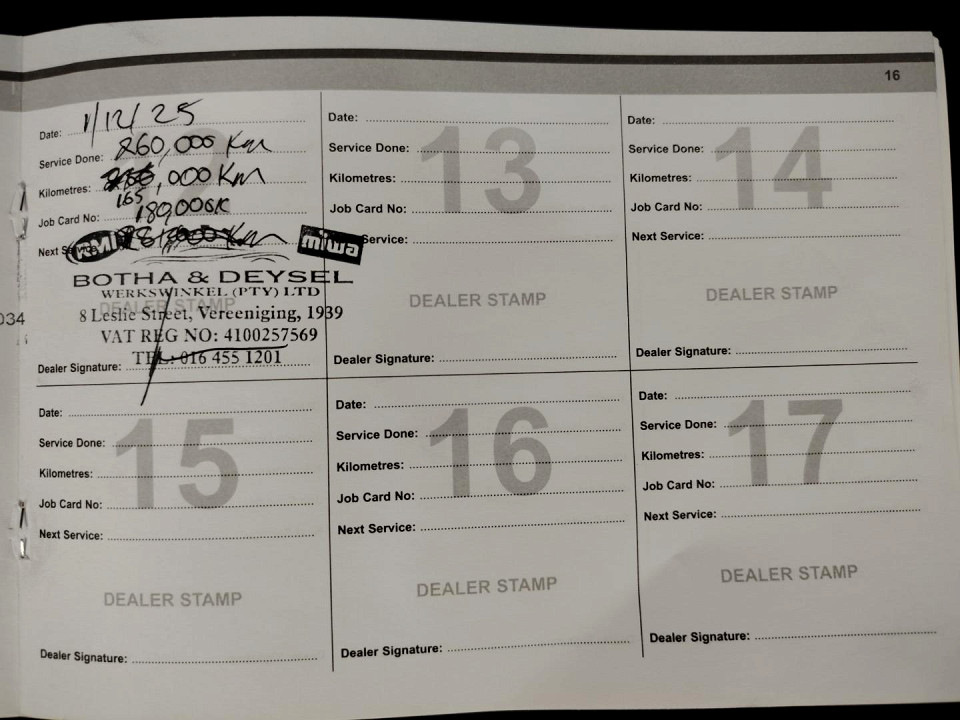 16
Date: 1/12/25
Service Done: 260,000 Km
Kilometres: ,000 Km
165
Job Card No: 180,000K
Next Service: Km
RMI
miwa
BOTHA & DEYSEL
WERKSWINKEL (PTY) LTD
DEALER STAMP
8 Leslie Street, Vereeniging, 1939
VAT REG NO: 4100257569
TEL: 016 455 1201
Dealer Signature:
034
13
Date:
Service Done:
Kilometres:
Job Card No:
Service:
DEALER STAMP
Dealer Signature:
14
Date:
Service Done:
Kilometres:
Job Card No:
Next Service:
DEALER STAMP
Dealer Signature:
15
Date:
Service Done:
Kilometres:
Job Card No:
Next Service:
DEALER STAMP
Dealer Signature:
16
Date:
Service Done:
Kilometres:
Job Card No:
Next Service:
DEALER STAMP
Dealer Signature:
17
Date:
Service Done:
Kilometres:
Job Card No:
Next Service:
DEALER STAMP
Dealer Signature: